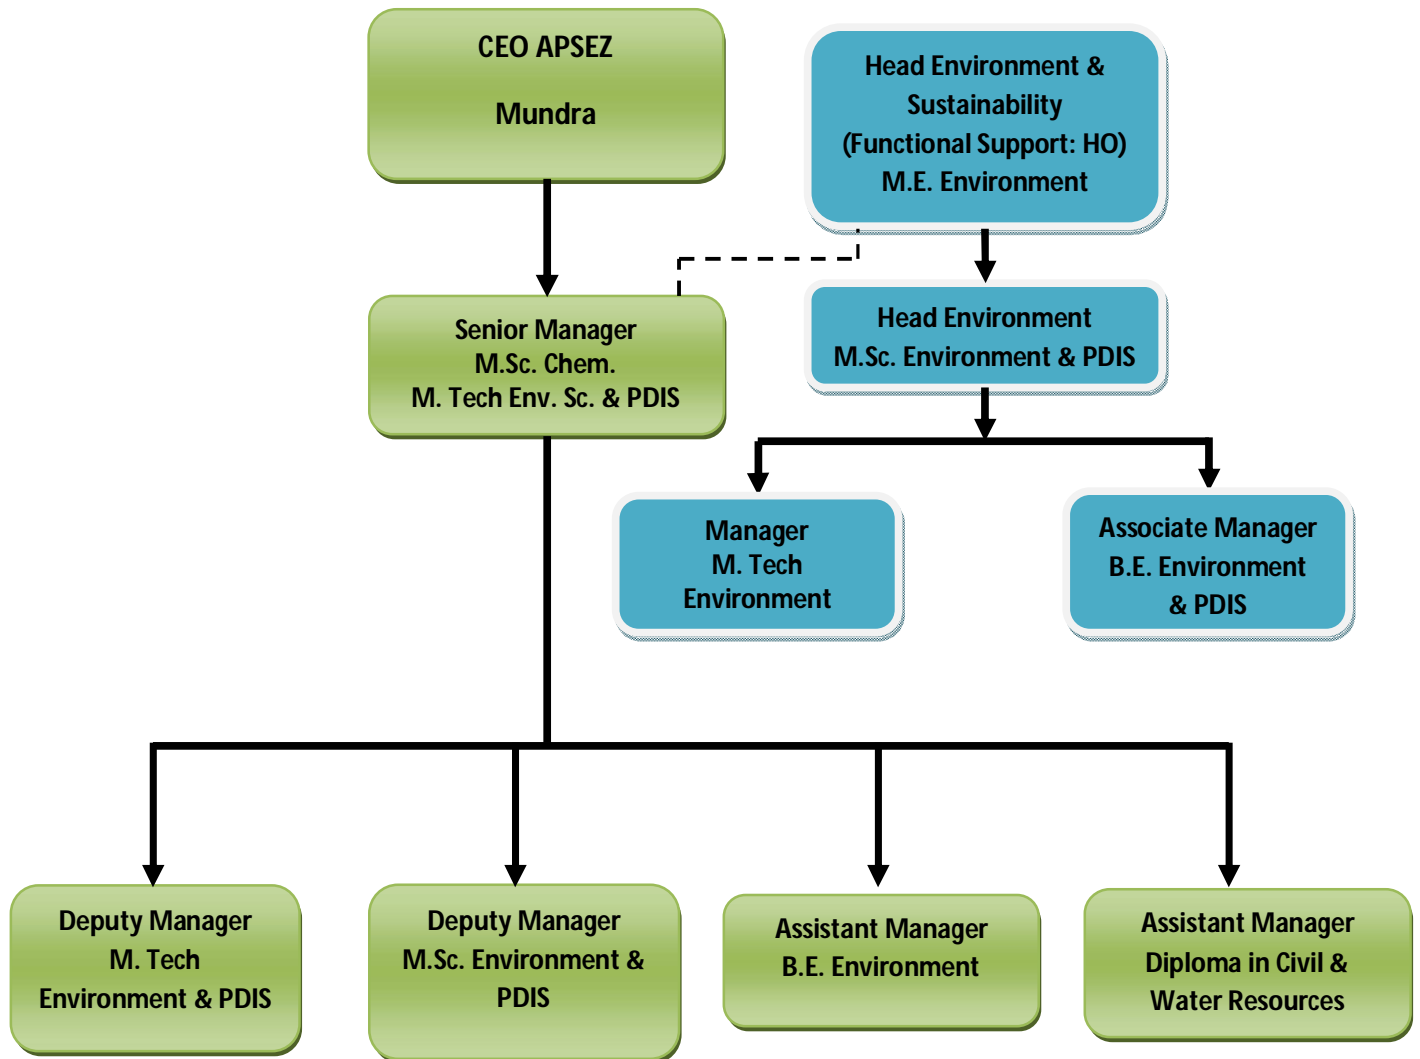 CEO APSEZ
Mundra
Head Environment &
Sustainability
(Functional Support: HO)
M.E. Environment
Senior Manager
M.Sc. Chem.
M. Tech Env. Sc. & PDIS
Head Environment
M.Sc. Environment & PDIS
Manager
M. Tech
Environment
Associate Manager
B.E. Environment
& PDIS
Deputy Manager
M. Tech
Environment & PDIS
Deputy Manager
M.Sc. Environment &
PDIS
Assistant Manager
B.E. Environment
Assistant Manager
Diploma in Civil &
Water Resources